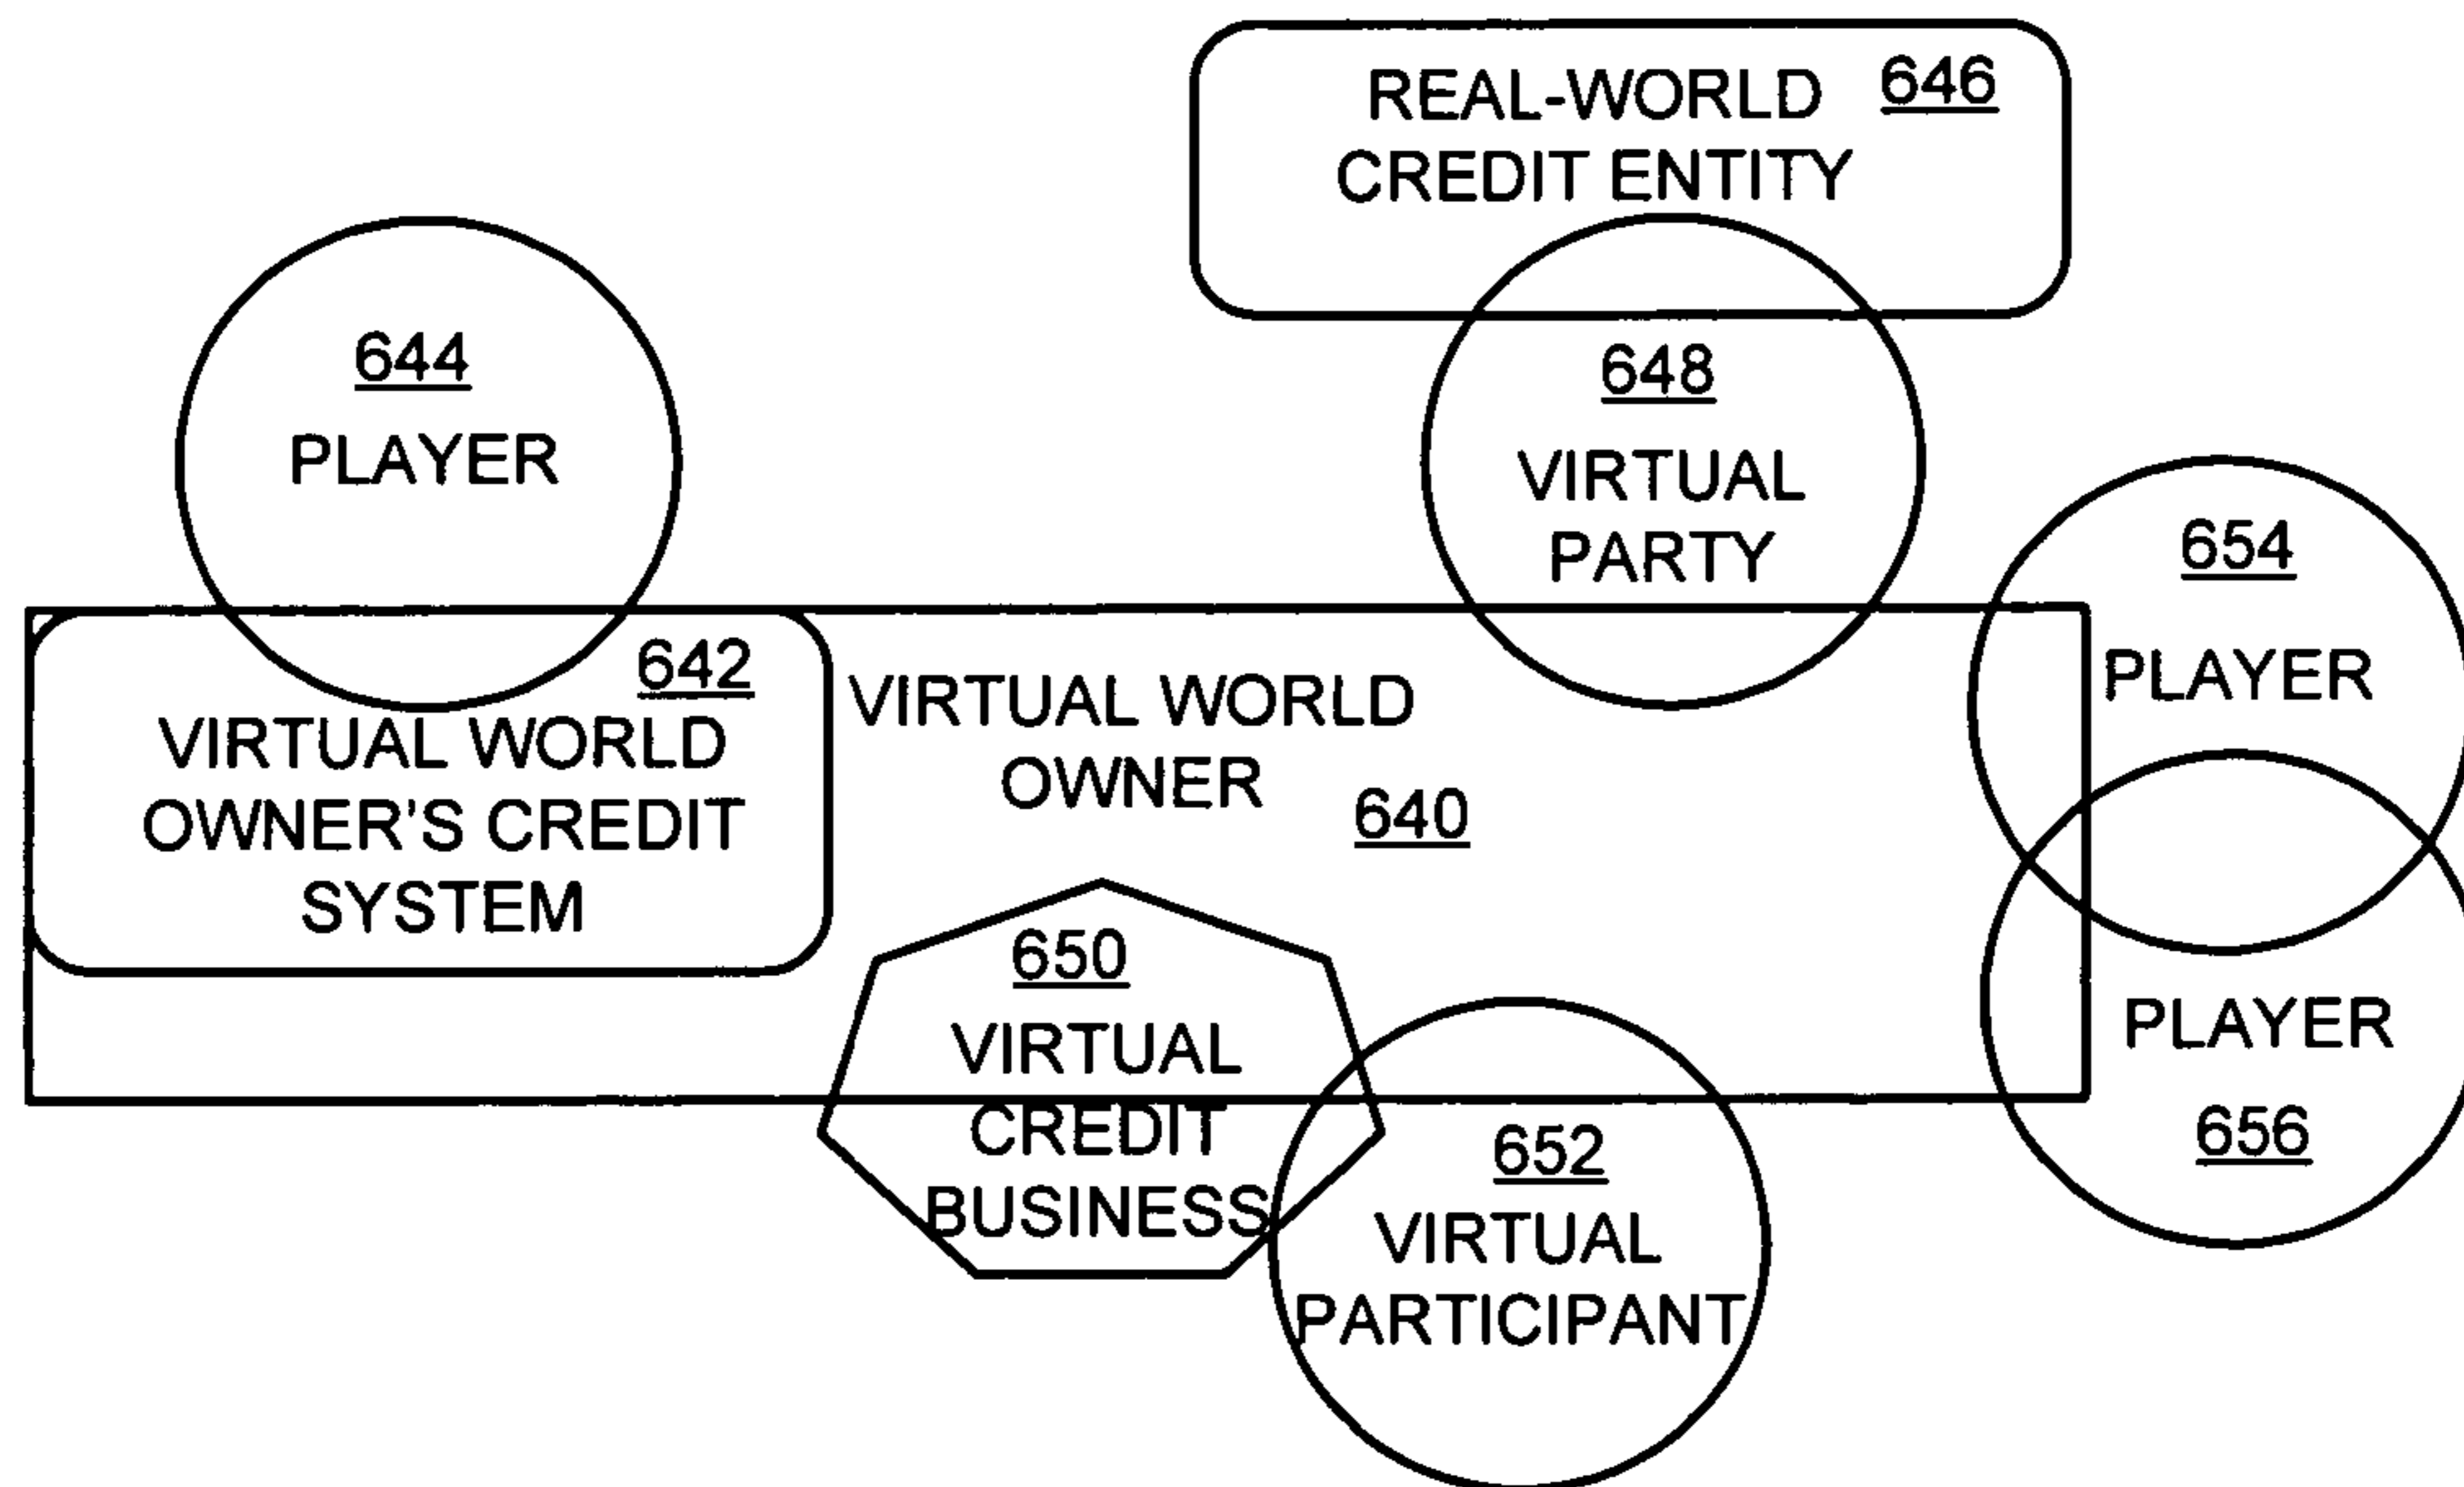 REAL-WORLD 646
CREDIT ENTITY
644
PLAYER
648
VIRTUAL
PARTY
654
PLAYER
642
VIRTUAL WORLD
OWNER'S CREDIT
SYSTEM
VIRTUAL WORLD
OWNER
640
650
VIRTUAL
CREDIT
BUSINESS
652
VIRTUAL
PARTICIPANT
PLAYER
656